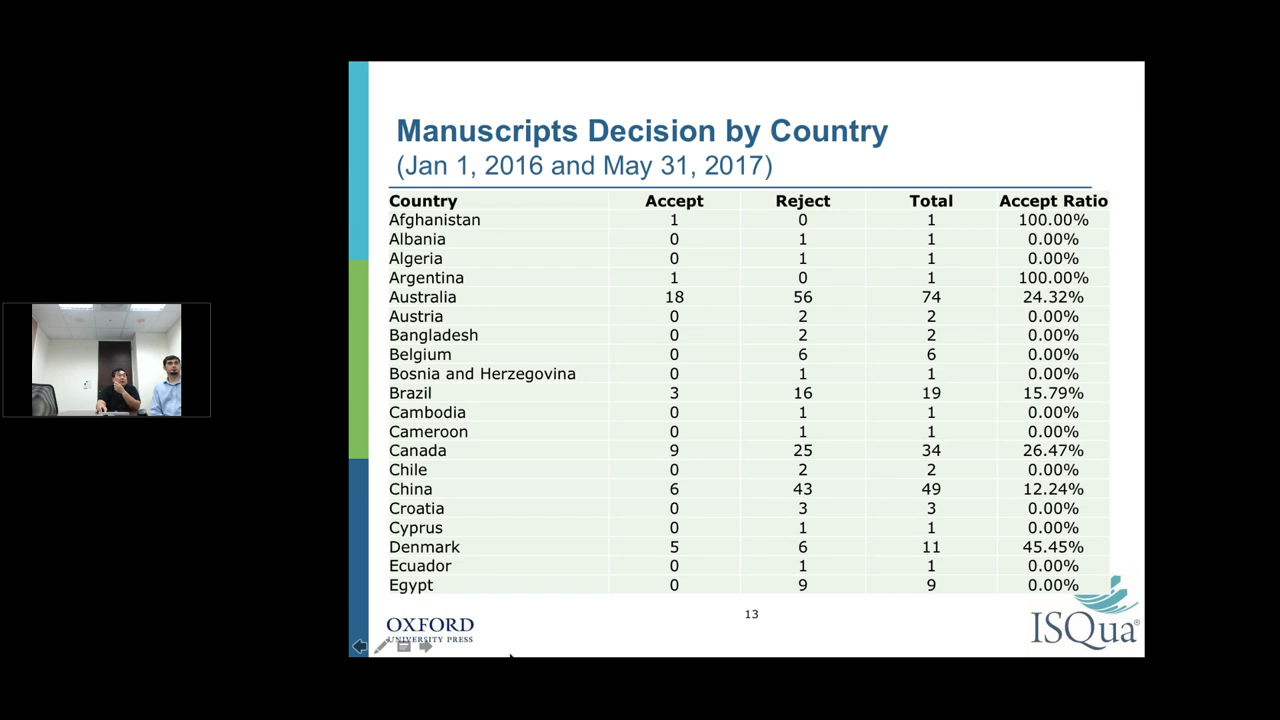 Manuscripts Decision by Country
(Jan 1, 2016 and May 31, 2017)
Country Accept Reject Total Accept Ratio
Afghanistan 1 0 1 100.00%
Albania 0 1 1 0.00%
Algeria 0 1 1 0.00%
Argentina 1 0 1 100.00%
Australia 18 56 74 24.32%
Austria 0 2 2 0.00%
Bangladesh 0 2 2 0.00%
Belgium 0 6 6 0.00%
Bosnia and Herzegovina 0 1 1 0.00%
Brazil 3 16 19 15.79%
Cambodia 0 1 1 0.00%
Cameroon 0 1 1 0.00%
Canada 9 25 34 26.47%
Chile 0 2 2 0.00%
China 6 43 49 12.24%
Croatia 0 3 3 0.00%
Cyprus 0 1 1 0.00%
Denmark 5 6 11 45.45%
Ecuador 0 1 1 0.00%
Egypt 0 9 9 0.00%
13
OXFORD
UNIVERSITY PRESS
ISQua®